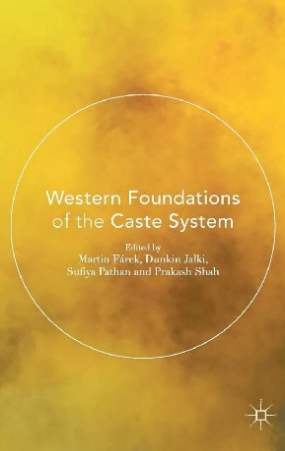 Western Foundations
of the Caste System
Edited by
Martin Fárek, Dunkin Jalki,
Sufiya Pathan and Prakash Shah